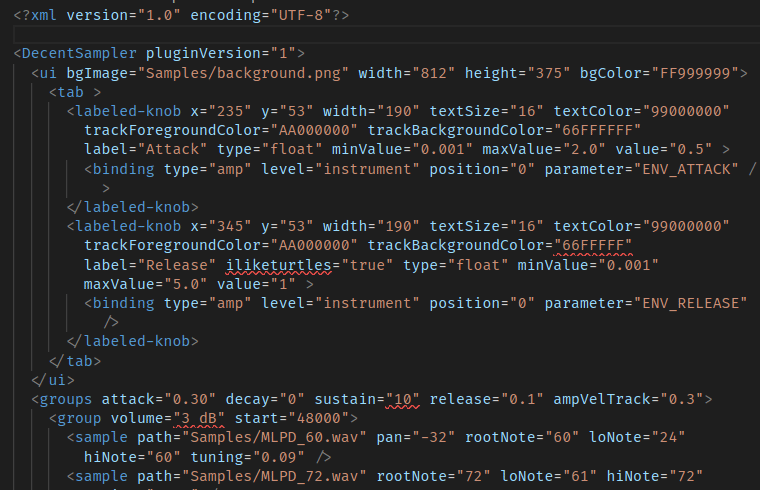 <?xml version="1.0" encoding="UTF-8"?>
<DecentSampler pluginVersion="1">
<ui bgImage="Samples/background.png" width="812" height="375" bgColor="FF999999">
<tab >
<labeled-knob x="235" y="53" width="190" textSize="16" textColor="99000000"
trackForegroundColor="AA000000" trackBackgroundColor="66FFFFFF"
label="Attack" type="float" minValue="0.001" maxValue="2.0" value="0.5" >
<binding type="amp" level="instrument" position="0" parameter="ENV_ATTACK" /
>
</labeled-knob>
<labeled-knob x="345" y="53" width="190" textSize="16" textColor="99000000"
trackForegroundColor="AA000000" trackBackgroundColor="66FFFFF"
label="Release" iliketurtles="true" type="float" minValue="0.001"
maxValue="5.0" value="1" >
<binding type="amp" level="instrument" position="0" parameter="ENV_RELEASE"
/>
</labeled-knob>
</tab>
</ui>
<groups attack="0.30" decay="0" sustain="10" release="0.1" ampVelTrack="0.3">
<group volume="3 dB" start="48000">
<sample path="Samples/MLPD_60.wav" pan="-32" rootNote="60" loNote="24"
hiNote="60" tuning="0.09" />
<sample path="Samples/MLPD_72.wav" rootNote="72" loNote="61" hiNote="72"